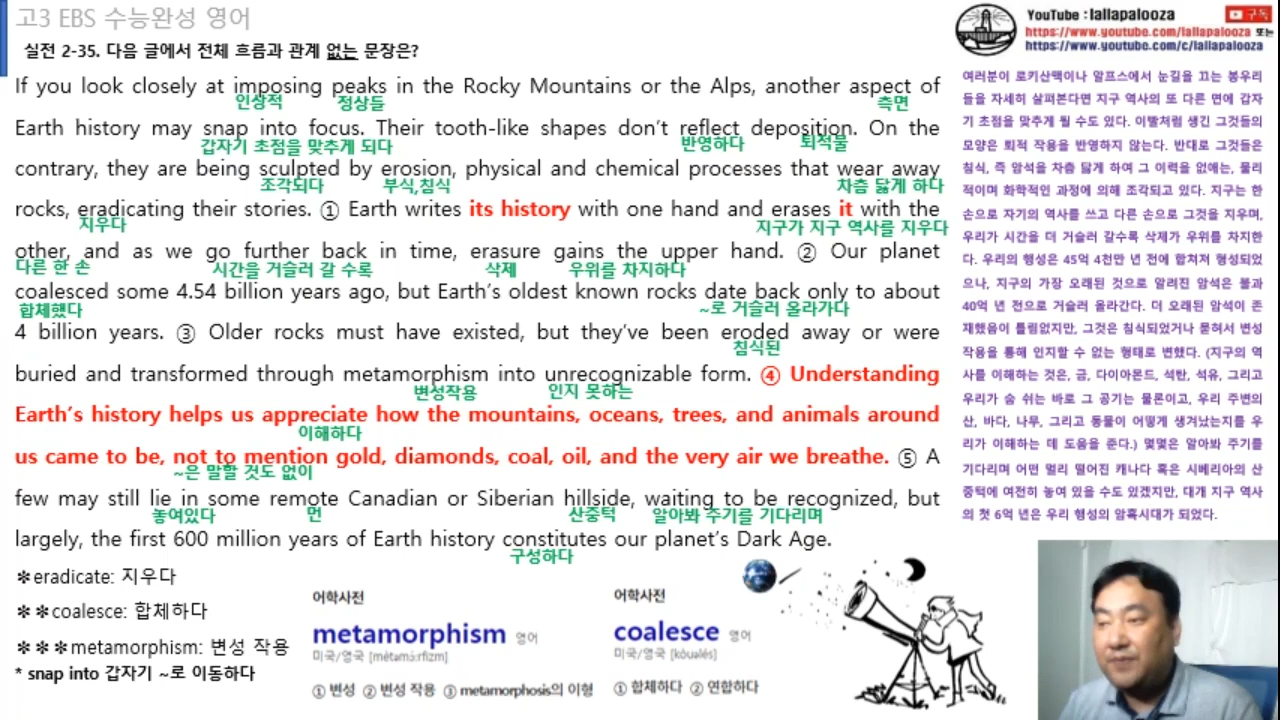 고3 EBS 수능완성 영어
실전 2-35. 다음 글에서 전체 흐름과 관계 없는 문장은?
If you look closely at imposing peaks in the Rocky Mountains or the Alps, another aspect of
인상적 정상들 측면
Earth history may snap into focus. Their tooth-like shapes don't reflect deposition. On the
갑자기 초점을 맞추게 되다 반영하다 퇴적물
contrary, they are being sculpted by erosion, physical and chemical processes that wear away
조각되다 부식,침식 차츰 닳게 하다
rocks, eradicating their stories. ① Earth writes its history with one hand and erases it with the
지우다 지구가 지구 역사를 지우다
other, and as we go further back in time, erasure gains the upper hand. ② Our planet
다른 한 손 시간을 거슬러 갈 수록 삭제 우위를 차지하다
coalesced some 4.54 billion years ago, but Earth's oldest known rocks date back only to about
합체했다 ~로 거슬러 올라가다
4 billion years. ③ Older rocks must have existed, but they've been eroded away or were
침식된
buried and transformed through metamorphism into unrecognizable form. ④ Understanding
변성작용 인지 못하는
Earth's history helps us appreciate how the mountains, oceans, trees, and animals around
이해하다
us came to be, not to mention gold, diamonds, coal, oil, and the very air we breathe. ⑤ A
~은 말할 것도 없이
few may still lie in some remote Canadian or Siberian hillside, waiting to be recognized, but
놓여있다 먼 산중턱 알아봐 주기를 기다리며
largely, the first 600 million years of Earth history constitutes our planet's Dark Age.
구성하다
＊eradicate: 지우다
＊＊coalesce: 합체하다
＊＊＊metamorphism: 변성 작용
* snap into 갑자기 ~로 이동하다
어학사전
metamorphism 영어
미국/영국 [mètəmɔ́:rfizm]
① 변성 ② 변성 작용 ③ metamorphosis의 이형
어학사전
coalesce 영어
미국/영국 [kòuəlés]
① 합체하다 ② 연합하다
YouTube : lallapalooza
구독
https://www.youtube.com/lallapalooza 또는
https://www.youtube.com/c/lallapalooza
여러분이 로키산맥이나 알프스에서 눈길을 끄는 봉우리
들을 자세히 살펴본다면 지구 역사의 또 다른 면에 갑자
기 초점을 맞추게 될 수도 있다. 이빨처럼 생긴 그것들의
모양은 퇴적 작용을 반영하지 않는다. 반대로 그것들은
침식, 즉 암석을 차츰 닳게 하여 그 이력을 없애는, 물리
적이며 화학적인 과정에 의해 조각되고 있다. 지구는 한
손으로 자기의 역사를 쓰고 다른 손으로 그것을 지우며,
우리가 시간을 더 거슬러 갈수록 삭제가 우위를 차지한
다. 우리의 행성은 45억 4천만 년 전에 합쳐져 형성되었
으나, 지구의 가장 오래된 것으로 알려진 암석은 불과
40억 년 전으로 거슬러 올라간다. 더 오래된 암석이 존
재했음이 틀림없지만, 그것은 침식되었거나 묻혀서 변성
작용을 통해 인지할 수 없는 형태로 변했다. (지구의 역
사를 이해하는 것은, 금, 다이아몬드, 석탄, 석유, 그리고
우리가 숨 쉬는 바로 그 공기는 물론이고, 우리 주변의
산, 바다, 나무, 그리고 동물이 어떻게 생겨났는지를 우
리가 이해하는 데 도움을 준다.) 몇몇은 알아봐 주기를
기다리며 어떤 멀리 떨어진 캐나다 혹은 시베리아의 산
중턱에 여전히 놓여 있을 수도 있겠지만, 대개 지구 역사
의 첫 6억 년은 우리 행성의 암흑시대가 되었다.